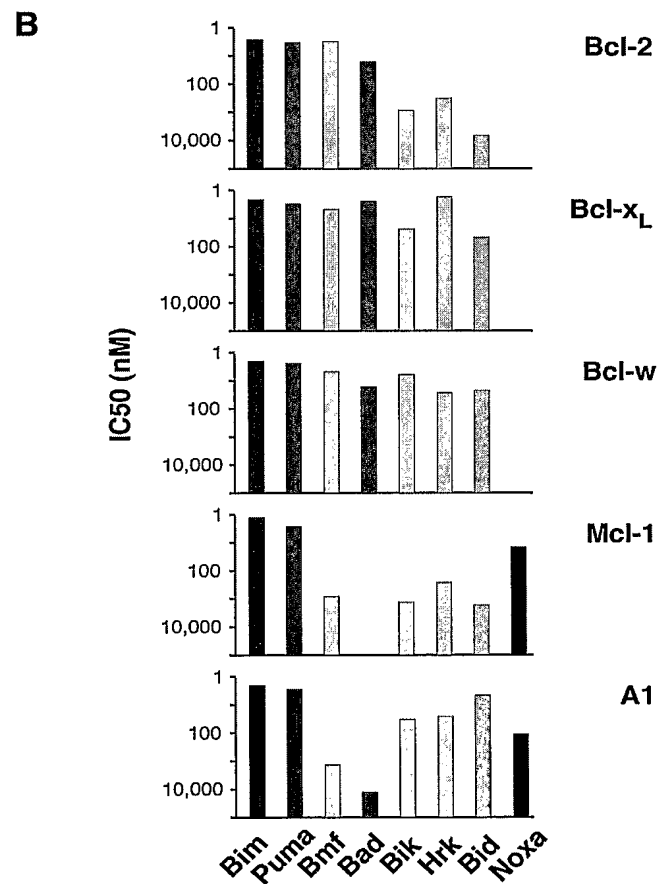 B
1
100
10,000
Bcl-2
1
100
10,000
Bcl-xL
1
100
10,000
Bcl-w
1
100
10,000
Mcl-1
1
100
10,000
A1
IC50 (nM)
Bim
Puma
Bmf
Bad
Bik
Hrk
Bid
Noxa